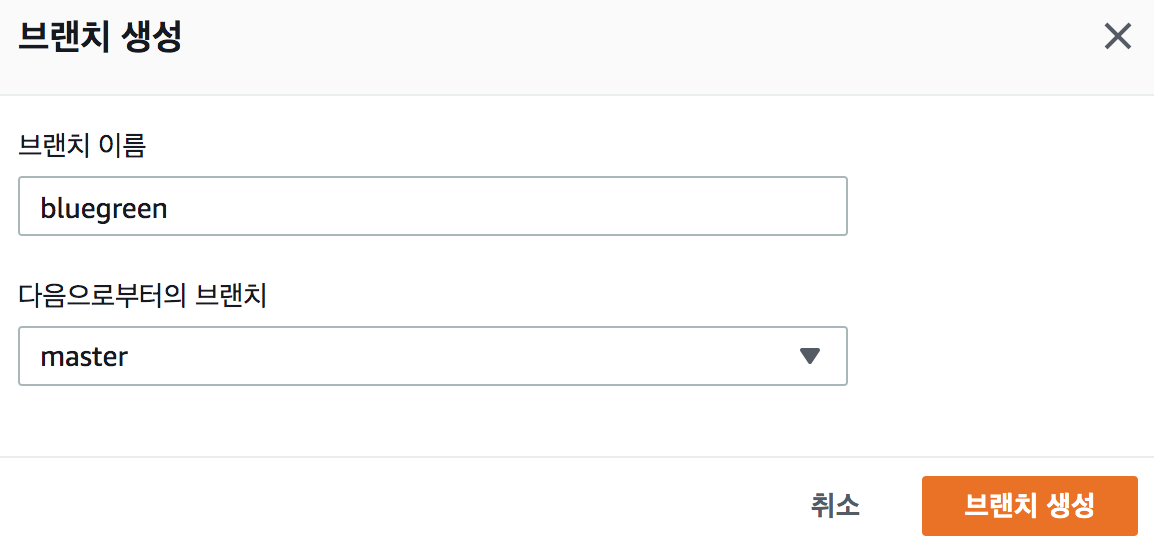 브랜치 생성
브랜치 이름
bluegreen
다음으로부터의 브랜치
master
취소
브랜치 생성